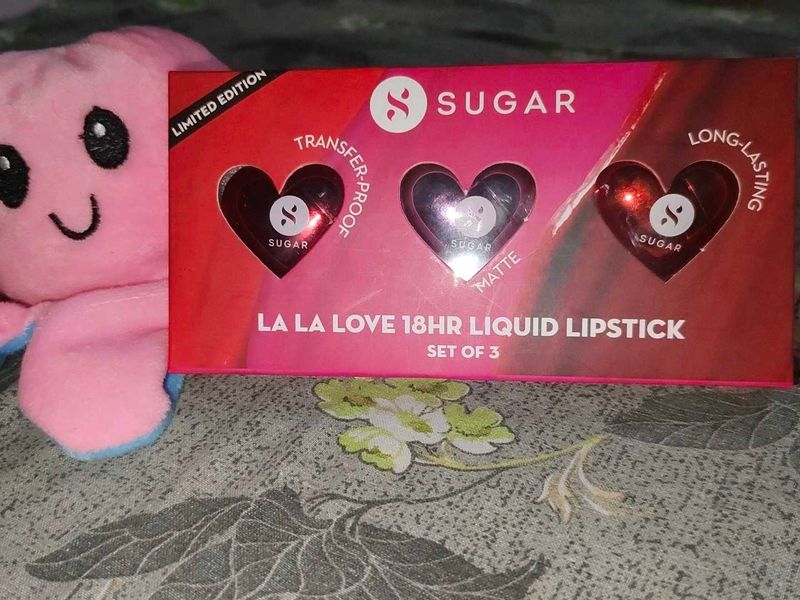 LIMITED EDITION
SUGAR
TRANSFER-PROOF
LONG-LASTING
SUGAR
SUGAR
SUGAR
MATTE
LA LA LOVE 18HR LIQUID LIPSTICK
SET OF 3